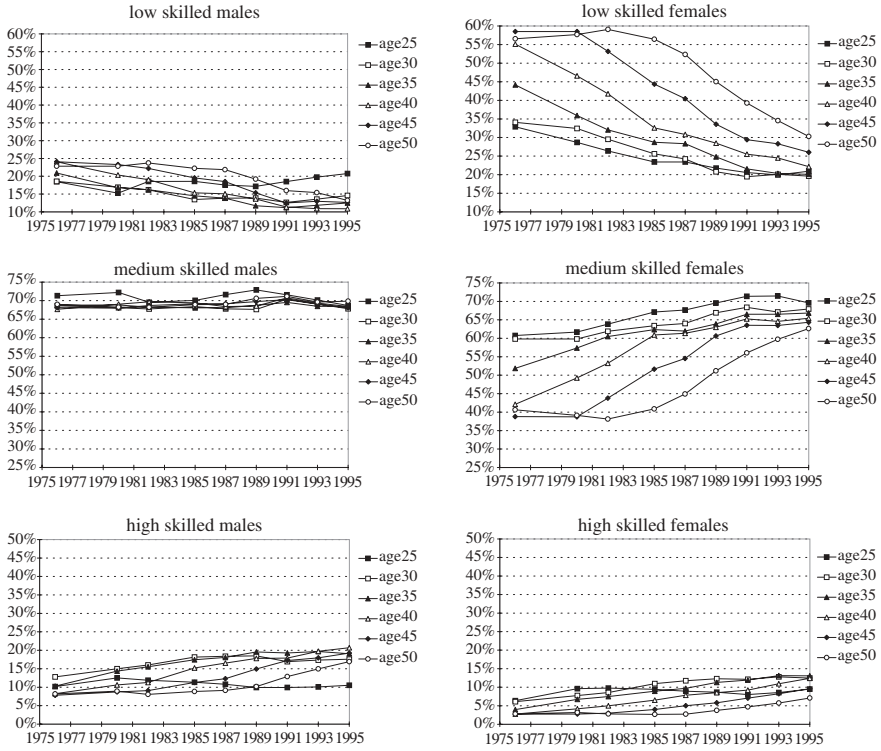 low skilled males
60%
55%
50%
45%
40%
35%
30%
25%
20%
15%
10%
1975 1977 1979 1981 1983 1985 1987 1989 1991 1993 1995
age25
age30
age35
age40
age45
age50
low skilled females
60%
55%
50%
45%
40%
35%
30%
25%
20%
15%
10%
1975 1977 1979 1981 1983 1985 1987 1989 1991 1993 1995
age25
age30
age35
age40
age45
age50
medium skilled males
75%
70%
65%
60%
55%
50%
45%
40%
35%
30%
25%
1975 1977 1979 1981 1983 1985 1987 1989 1991 1993 1995
age25
age30
age35
age40
age45
age50
medium skilled females
75%
70%
65%
60%
55%
50%
45%
40%
35%
30%
25%
1975 1977 1979 1981 1983 1985 1987 1989 1991 1993 1995
age25
age30
age35
age40
age45
age50
high skilled males
50%
45%
40%
35%
30%
25%
20%
15%
10%
5%
0%
1975 1977 1979 1981 1983 1985 1987 1989 1991 1993 1995
age25
age30
age35
age40
age45
age50
high skilled females
50%
45%
40%
35%
30%
25%
20%
15%
10%
5%
0%
1975 1977 1979 1981 1983 1985 1987 1989 1991 1993 1995
age25
age30
age35
age40
age45
age50